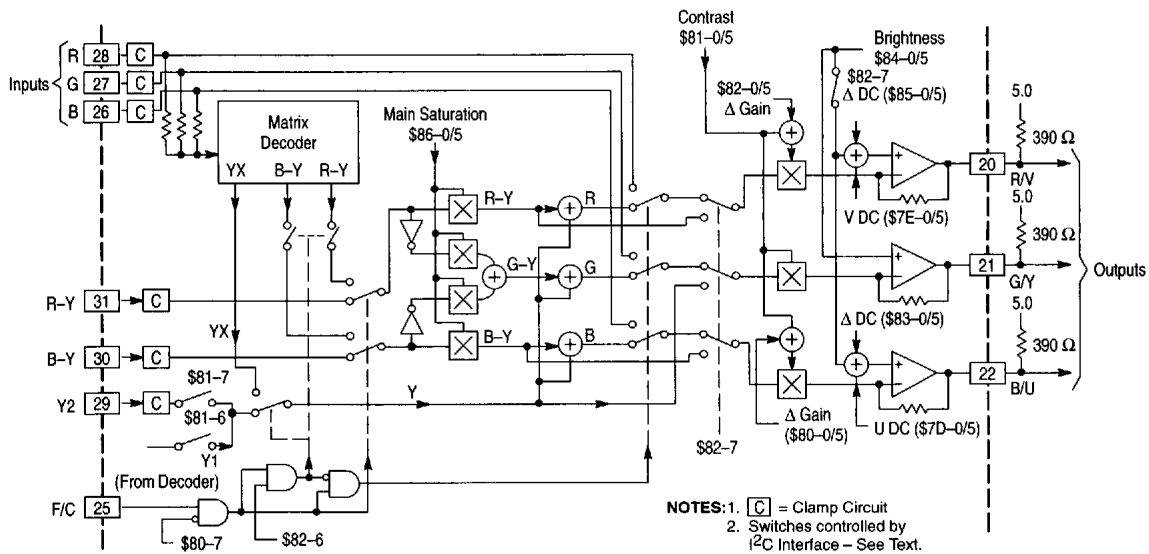 Inputs
R 28 C
G 27 C
B 26 C
Matrix
Decoder
YX B–Y R–Y
Main Saturation
$86–0/5
Contrast
$81–0/5
$82–0/5
Δ Gain
Brightness
$84–0/5
$82–7
Δ DC ($85–0/5)
5.0
390 Ω
20
R/V
V DC ($7E–0/5)
R–Y
R
G–Y
G
B–Y
B
5.0
390 Ω
21
G/Y
Outputs
Δ DC ($83–0/5)
5.0
390 Ω
22
B/U
U DC ($7D–0/5)
Δ Gain
($80–0/5)
$82–7
R–Y 31 C
YX
B–Y 30 C
$81–7
Y2 29 C
$81–6
Y
Y1
(From Decoder)
F/C 25
$80–7
$82–6
NOTES: 1. C = Clamp Circuit
2. Switches controlled by
I2C Interface – See Text.